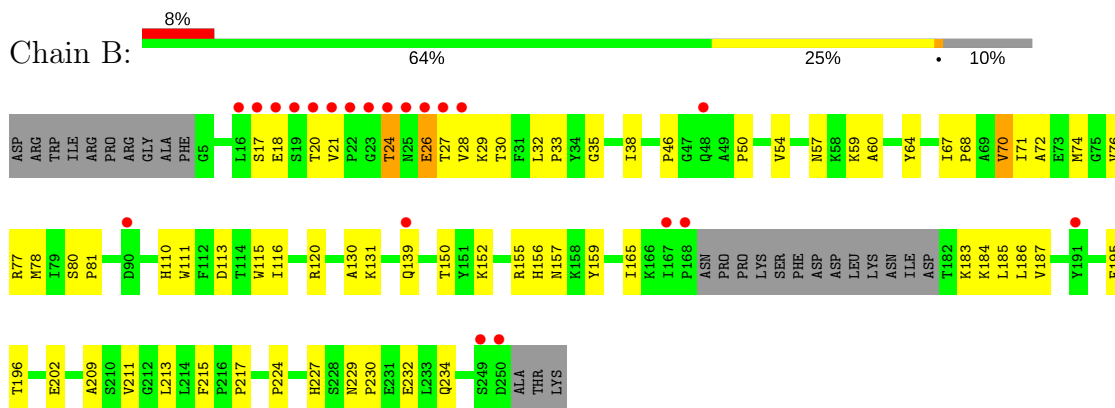 8%
Chain B:
64% 25% • 10%
ASP ARG TRP ILE ARG PRO ARG GLY ALA PHE G5 L16 S17 E18 S19 T20 V21 P22 G23 T24 N25 E26 T27 V28 K29 T30 F31 L32 P33 Y34 G35 I38 P46 G47 Q48 A49 P50 V54 N57 K58 K59 A60 Y64 I67 P68 A69 V70 I71 A72 E73 M74 G75 V76
R77 M78 I79 S80 P81 D90 H110 W111 F112 D113 T114 W115 I116 R120 A130 K131 Q139 T150 Y151 K152 R155 H156 N157 K158 Y159 I165 K166 I167 P168 ASN PRO PRO LYS SER PHE ASP ASP LEU LYS ASN ILE ASP T182 K183 K184 L185 L186 V187 Y191 E195
T196 E202 A209 S210 V211 G212 L213 L214 F215 P216 P217 P224 H227 S228 N229 P230 E231 E232 L233 Q234 S249 D250 ALA THR LYS